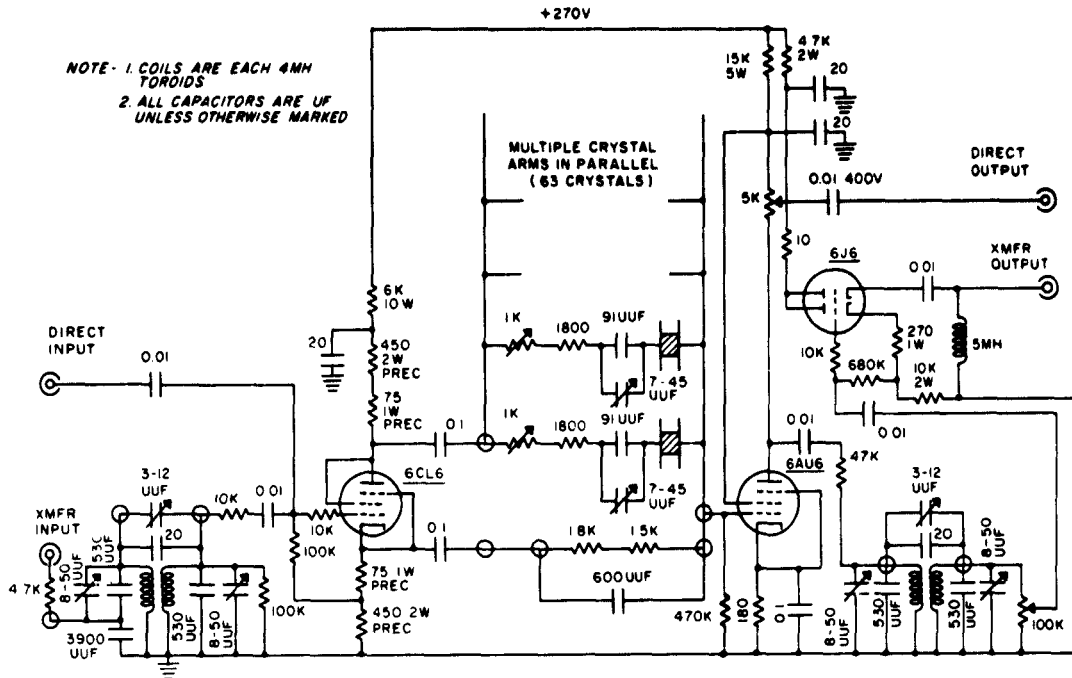 +270V
NOTE- 1. COILS ARE EACH 4MH
TOROIDS
2. ALL CAPACITORS ARE UF
UNLESS OTHERWISE MARKED
15K
5W
4.7K
2W
20
20
MULTIPLE CRYSTAL
ARMS IN PARALLEL
(63 CRYSTALS)
DIRECT
OUTPUT
0.01 400V
5K
10
6J6
XMFR
OUTPUT
0.01
6K
10W
20
450
2W
PREC
75
1W
PREC
1K
1800
91UUF
7-45
UUF
10K
270
1W
5MH
680K
10K
2W
0.01
DIRECT
INPUT
0.01
0.1
1K
1800
91UUF
7-45
UUF
6CL6
6AU6
0.01
47K
3-12
UUF
20
8-50
UUF
3-12
UUF
XMFR
INPUT
10K
0.01
10K
100K
20
0.1
18K
1.5K
600UUF
4.7K
8-50
UUF
530
UUF
3900
UUF
530
UUF
8-50
UUF
100K
75 1W
PREC
450 2W
PREC
470K
180
0.1
8-50
UUF
530
UUF
530
UUF
100K